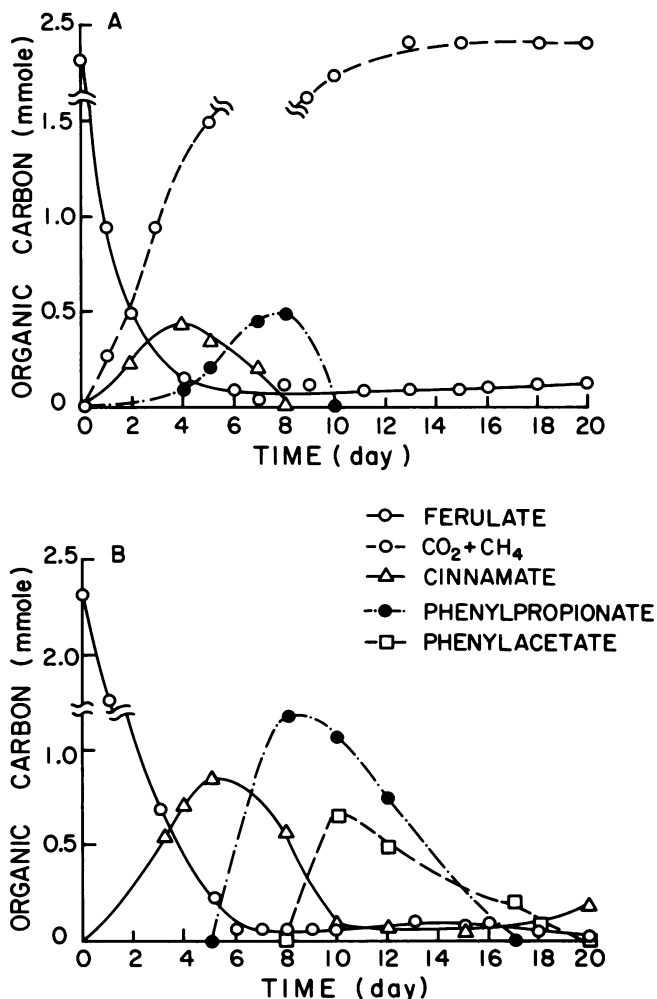 A
2.5
1.5
1.0
0.5
0
ORGANIC CARBON (mmole)
0 2 4 6 8 10 12 14 16 18 20
TIME (day)
FERULATE
CO₂+CH₄
CINNAMATE
PHENYLPROPIONATE
PHENYLACETATE
B
2.5
2.0
1.0
0.5
0
ORGANIC CARBON (mmole)
0 2 4 6 8 10 12 14 16 18 20
TIME (day)